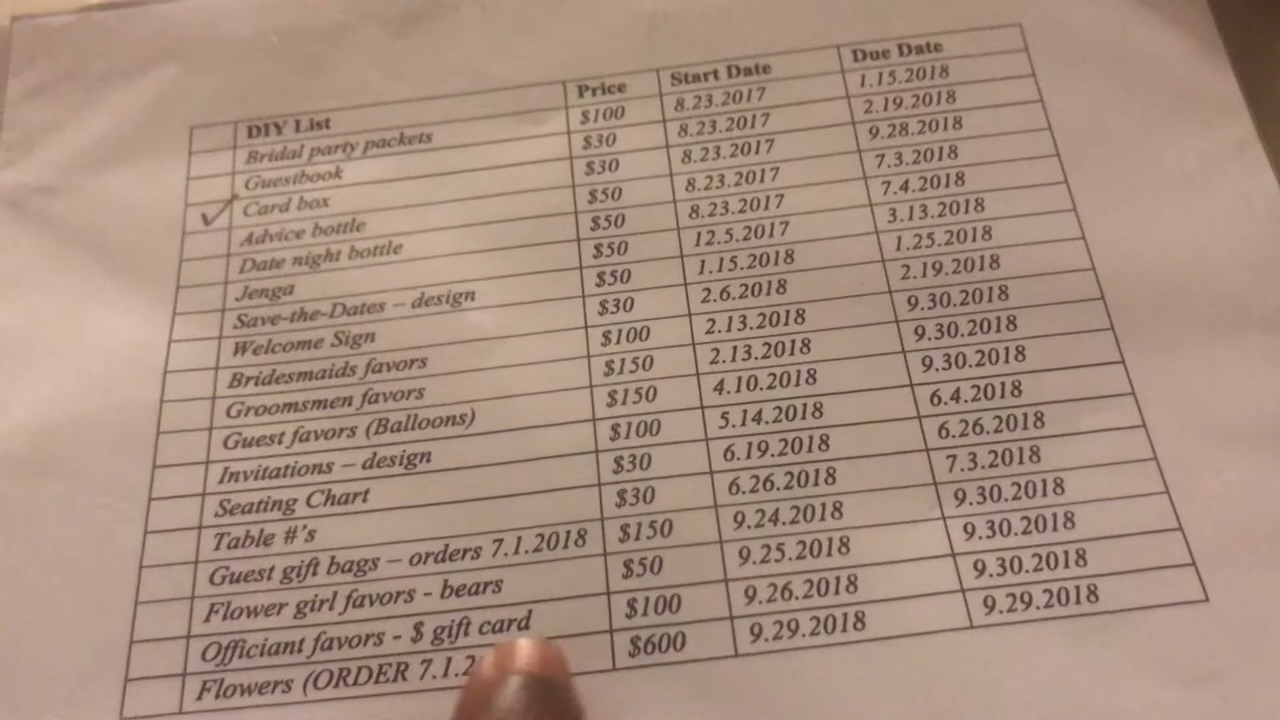 DIY List Price Start Date Due Date
Bridal party packets $100 8.23.2017 1.15.2018
Guestbook $30 8.23.2017 2.19.2018
Card box $30 8.23.2017 9.28.2018
Advice bottle $50 8.23.2017 7.3.2018
Date night bottle $50 8.23.2017 7.4.2018
Jenga $50 12.5.2017 3.13.2018
Save-the-Dates – design $50 1.15.2018 1.25.2018
Welcome Sign $30 2.6.2018 2.19.2018
Bridesmaids favors $100 2.13.2018 9.30.2018
Groomsmen favors $150 2.13.2018 9.30.2018
Guest favors (Balloons) $150 4.10.2018 9.30.2018
Invitations – design $100 5.14.2018 6.4.2018
Seating Chart $30 6.19.2018 6.26.2018
Table #'s $30 6.26.2018 7.3.2018
Guest gift bags – orders 7.1.2018 $150 9.24.2018 9.30.2018
Flower girl favors - bears $50 9.25.2018 9.30.2018
Officiant favors - $ gift card $100 9.26.2018 9.30.2018
Flowers (ORDER 7.1.2 $600 9.29.2018 9.29.2018